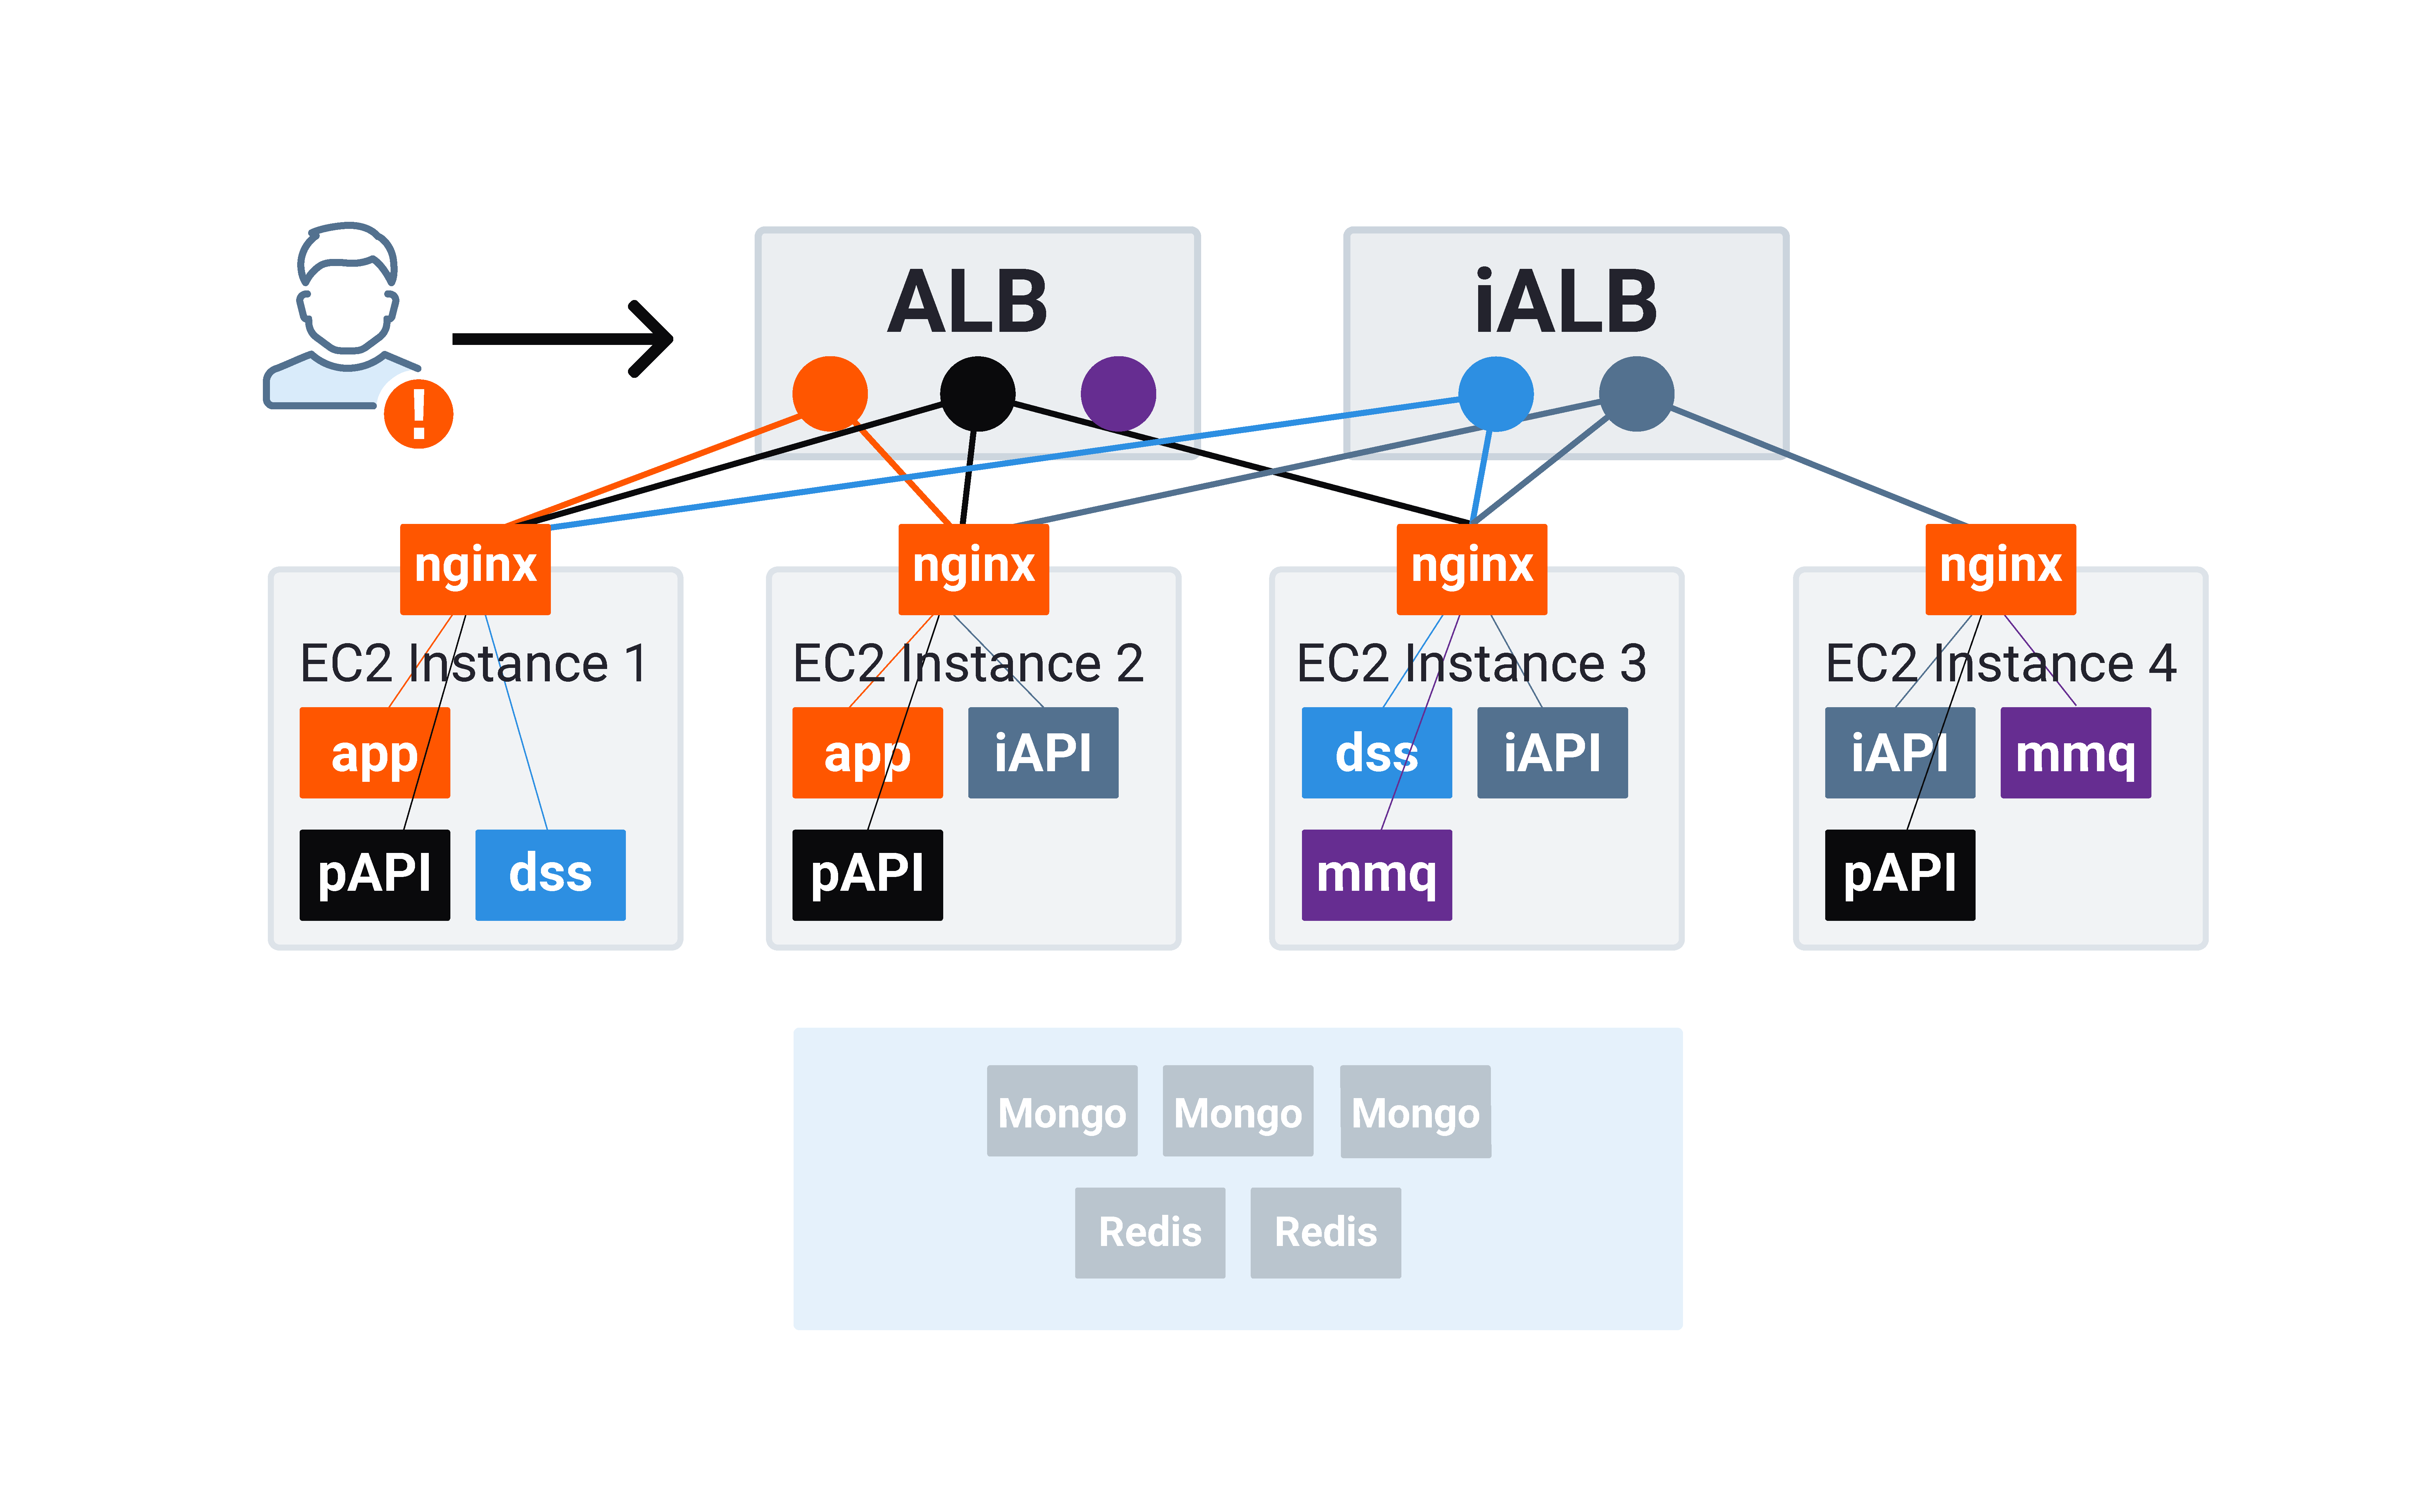 ALB
iALB
!
nginx
nginx
nginx
nginx
EC2 Instance 1
app
pAPI
dss
EC2 Instance 2
app
iAPI
pAPI
EC2 Instance 3
dss
iAPI
mmq
EC2 Instance 4
iAPI
mmq
pAPI
Mongo
Mongo
Mongo
Redis
Redis